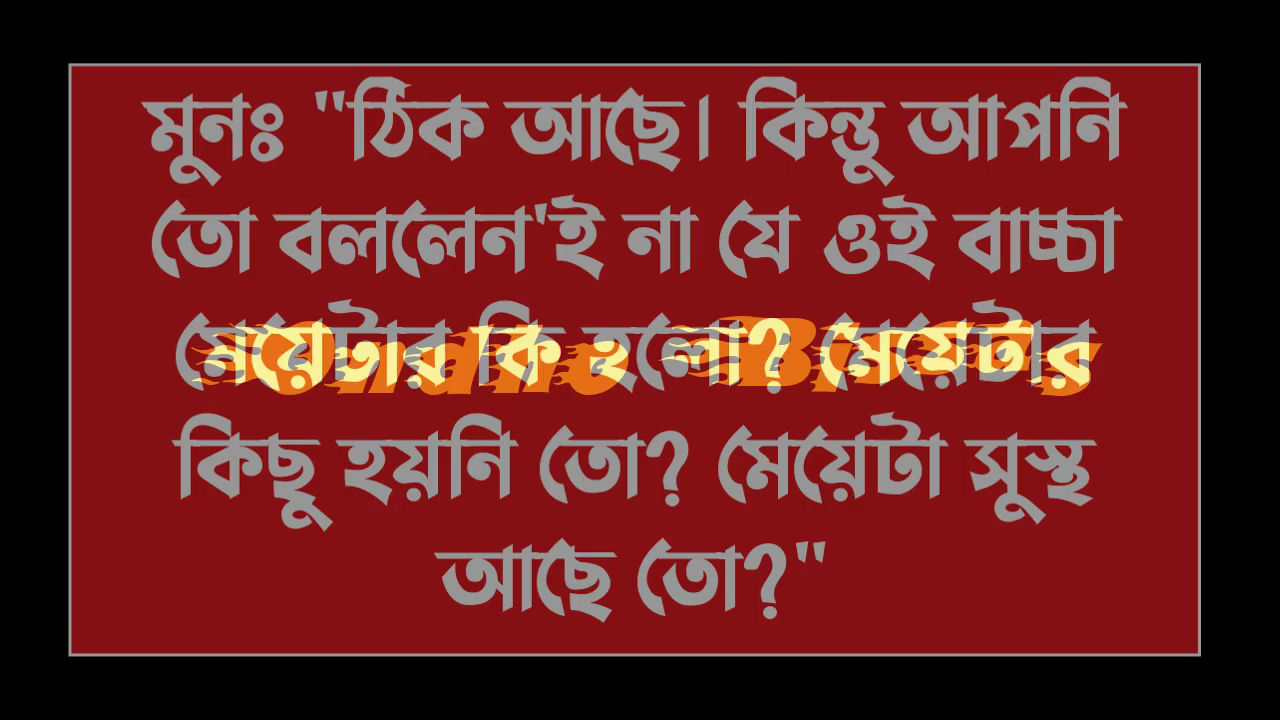 মুনঃ "ঠিক আছে। কিন্তু আপনি
তো বললেন'ই না যে ওই বাচ্চা
মেয়েটার কি হলো? মেয়েটার
কিছু হয়নি তো? মেয়েটা সুস্থ
আছে তো?"